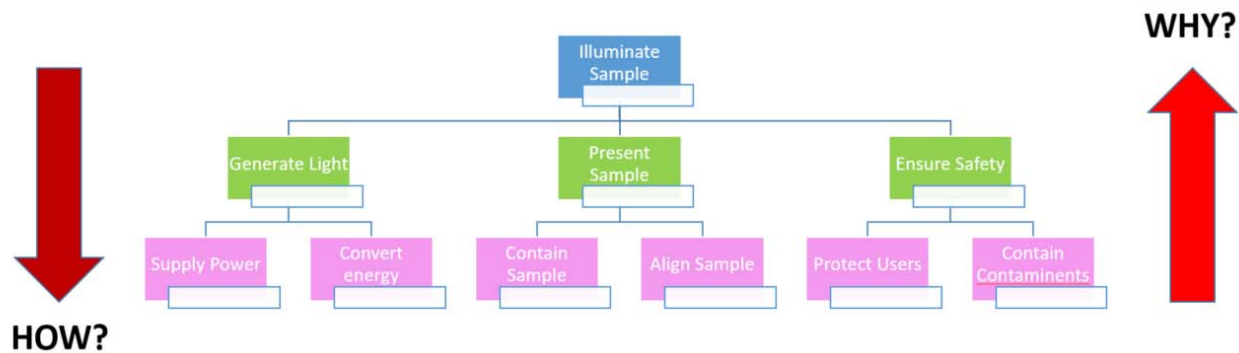 WHY?
Illuminate
Sample
Generate Light
Present
Sample
Ensure Safety
Supply Power
Convert
energy
Contain
Sample
Align Sample
Protect Users
Contain
Contaminents
HOW?